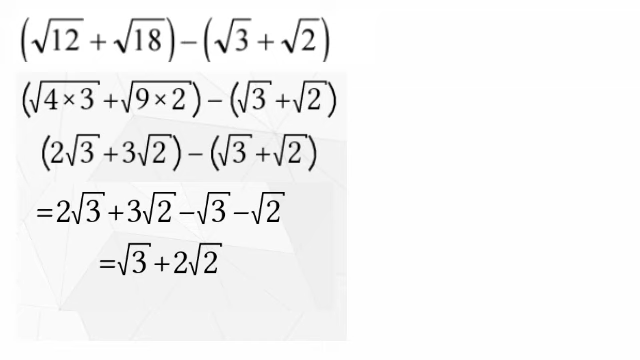 (√12 + √18) − (√3 + √2)
(√4 × 3 + √9 × 2) − (√3 + √2)
(2√3 + 3√2) − (√3 + √2)
= 2√3 + 3√2 − √3 − √2
= √3 + 2√2